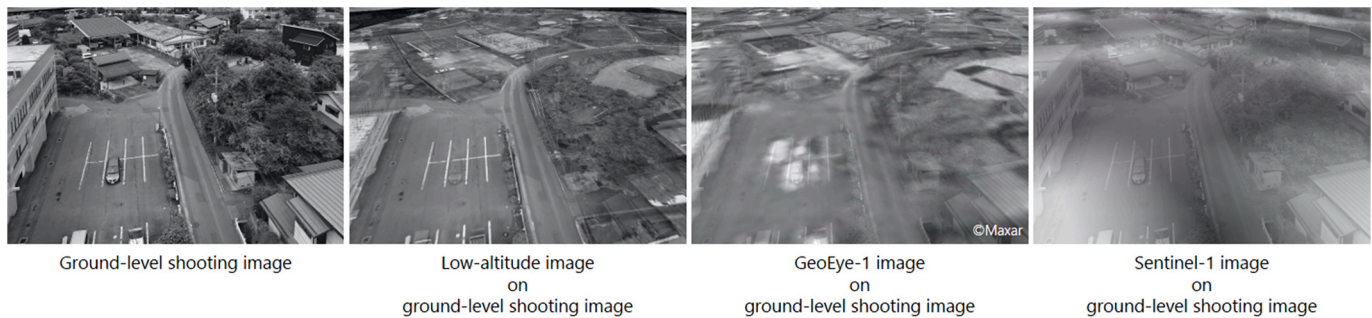 ©Maxar
Ground-level shooting image
Low-altitude image
on
ground-level shooting image
GeoEye-1 image
on
ground-level shooting image
Sentinel-1 image
on
ground-level shooting image